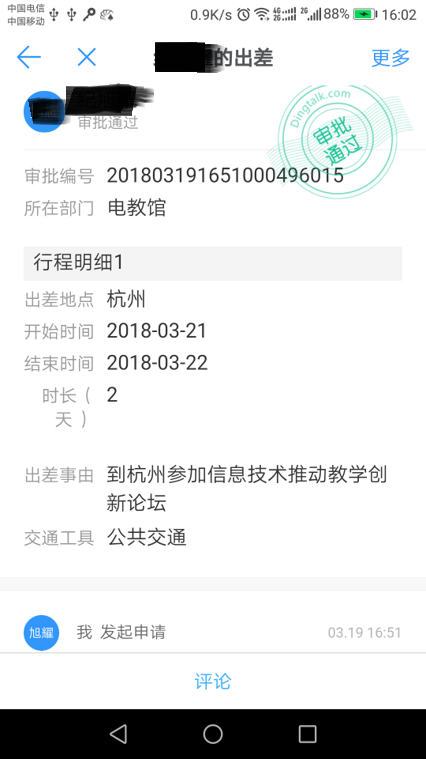 中国电信
中国移动
0.9K/s
4G
2G
2G
88%
16:02
的出差
更多
审批通过
Dingtalk.com
审批
通过
审批编号 201803191651000496015
所在部门 电教馆
行程明细1
出差地点 杭州
开始时间 2018-03-21
结束时间 2018-03-22
时长（ 2
天 ）
出差事由 到杭州参加信息技术推动教学创
新论坛
交通工具 公共交通
旭耀 我 发起申请 03.19 16:51
评论